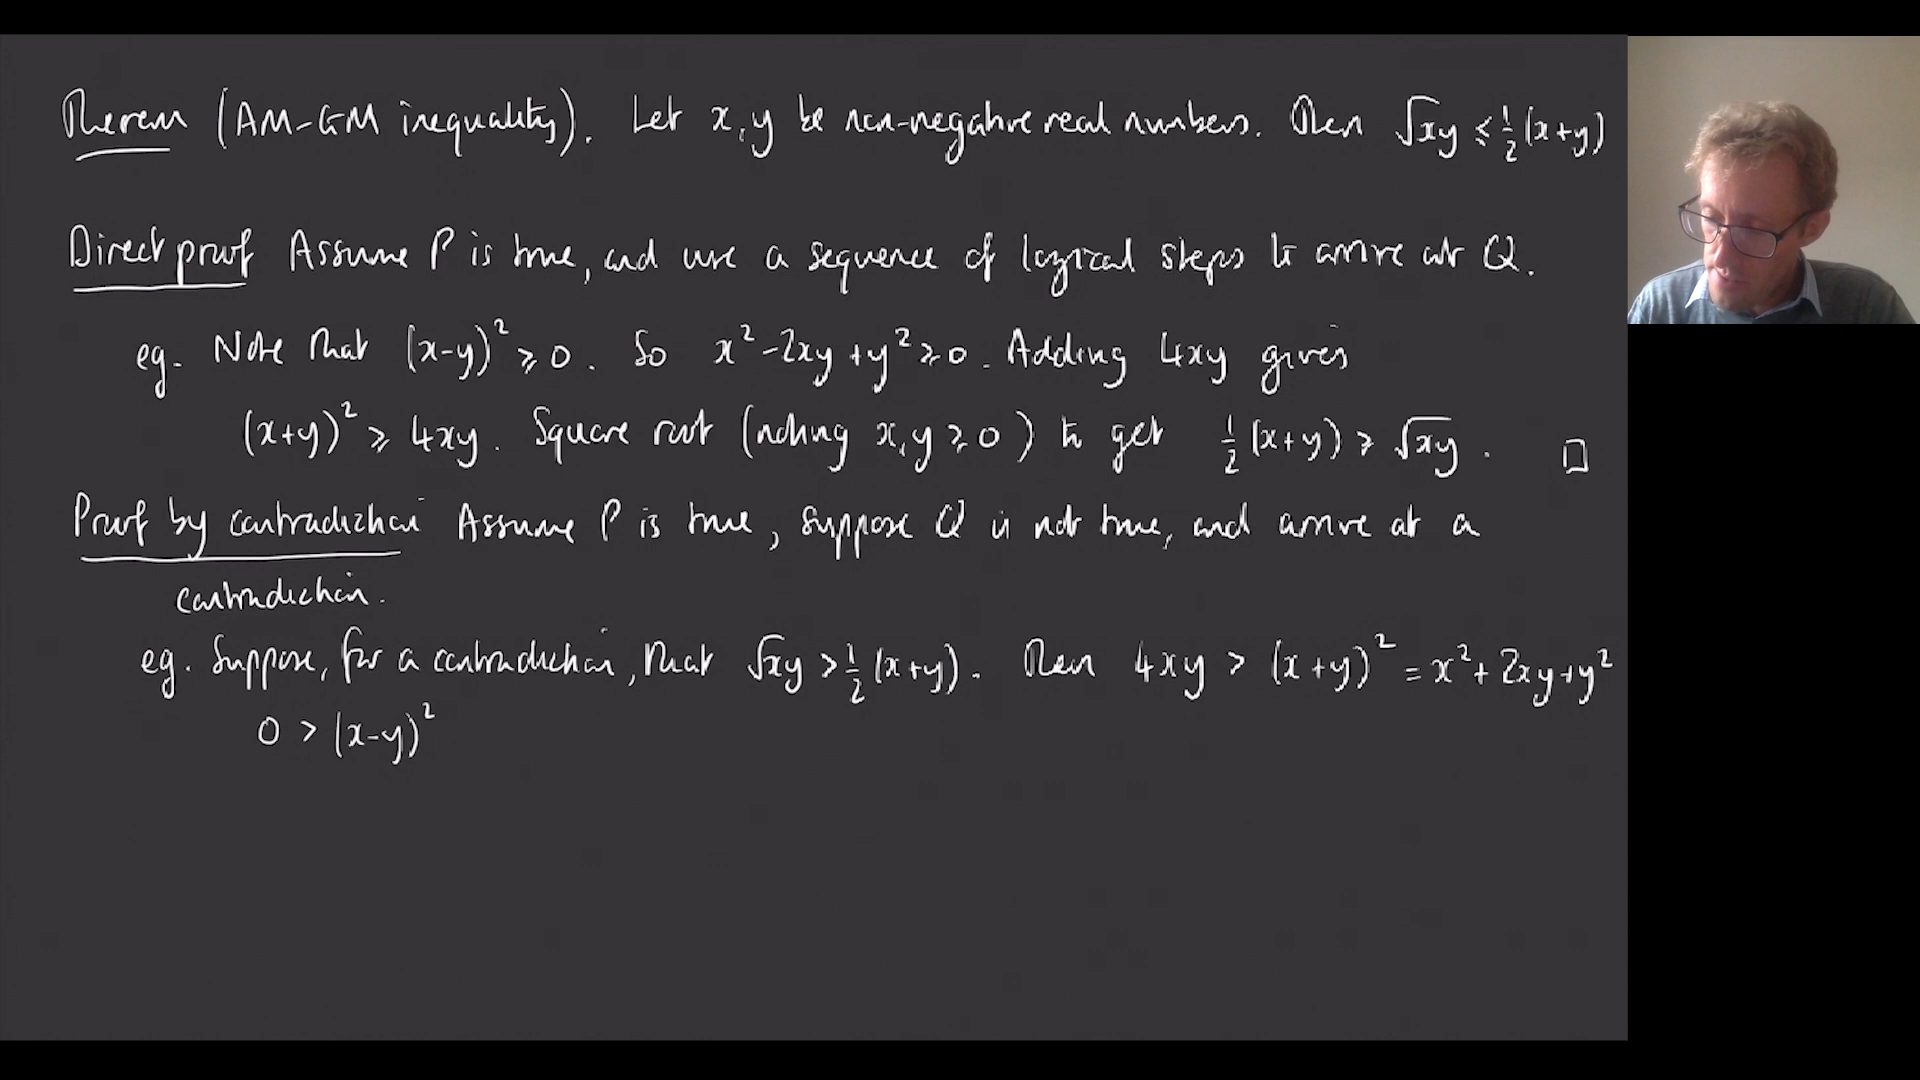 Theorem (AM-GM inequality). Let x, y be non-negative real numbers. Then √xy ≤ ½(x+y)
Direct proof Assume P is true, and use a sequence of logical steps to arrive at Q.
eg. Note that (x-y)² ≥ 0. So x² - 2xy + y² ≥ 0. Adding 4xy gives
(x+y)² ≥ 4xy. Square root (noting x, y ≥ 0) to get ½(x+y) ≥ √xy. □
Proof by contradiction Assume P is true, suppose Q is not true, and arrive at a
contradiction.
eg. Suppose, for a contradiction, that √xy > ½(x+y). Then 4xy > (x+y)² = x² + 2xy + y²
0 > (x-y)²